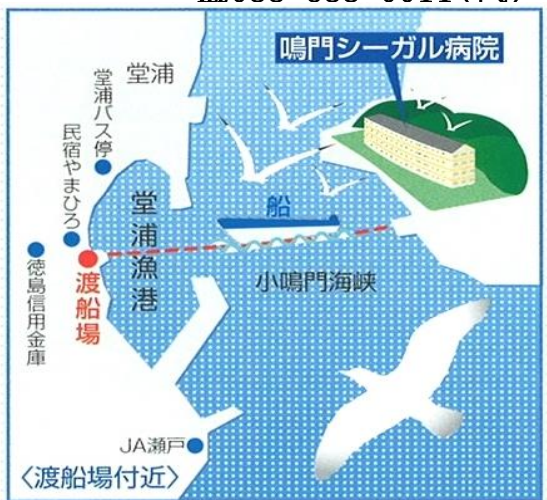 鳴門シーガル病院
堂浦
堂浦バス停
民宿やまひろ
堂浦漁港
船
渡船場
徳島信用金庫
小鳴門海峡
JA瀬戸
〈渡船場付近〉